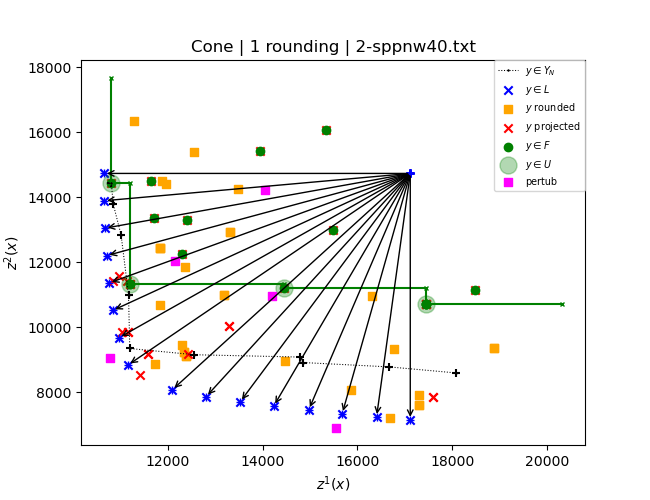 Cone | 1 rounding | 2-sppnw40.txt
18000
16000
14000
12000
10000
8000
z²(x)
12000 14000 16000 18000 20000
z¹(x)
y ∈ Y_N
y ∈ L
y rounded
y projected
y ∈ F
y ∈ U
pertub